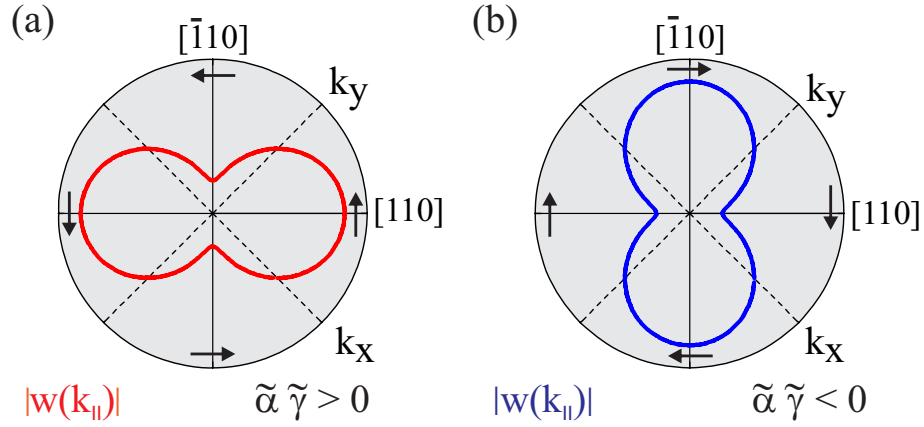 (a)
[1̄10]
k_y
[110]
k_x
|w(k_||)|
α̃ γ̃ > 0
(b)
[1̄10]
k_y
[110]
k_x
|w(k_||)|
α̃ γ̃ < 0